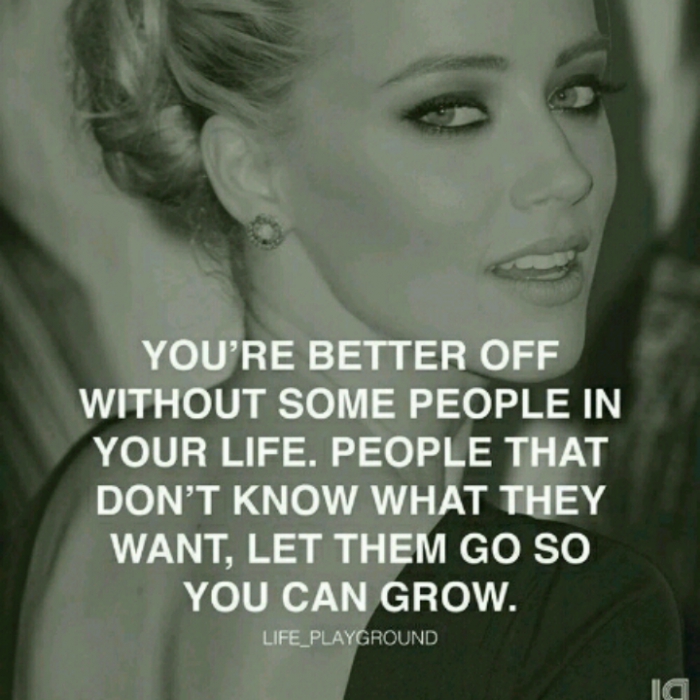 YOU’RE BETTER OFF
WITHOUT SOME PEOPLE IN
YOUR LIFE. PEOPLE THAT
DON’T KNOW WHAT THEY
WANT, LET THEM GO SO
YOU CAN GROW.
LIFE_PLAYGROUND